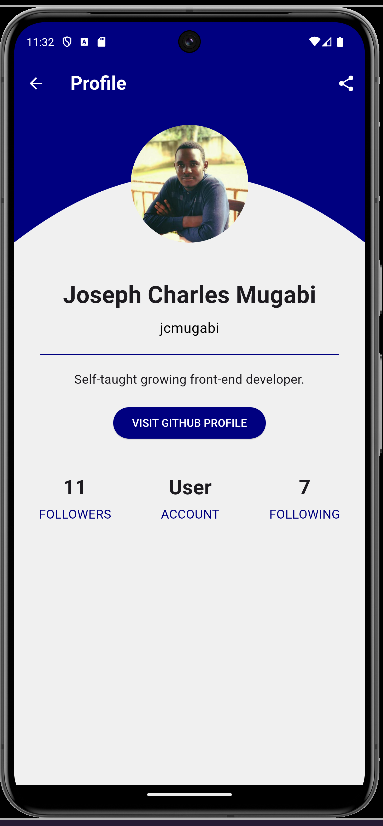 11:32
Profile
Joseph Charles Mugabi
jcmugabi
Self-taught growing front-end developer.
VISIT GITHUB PROFILE
11 User 7
FOLLOWERS ACCOUNT FOLLOWING